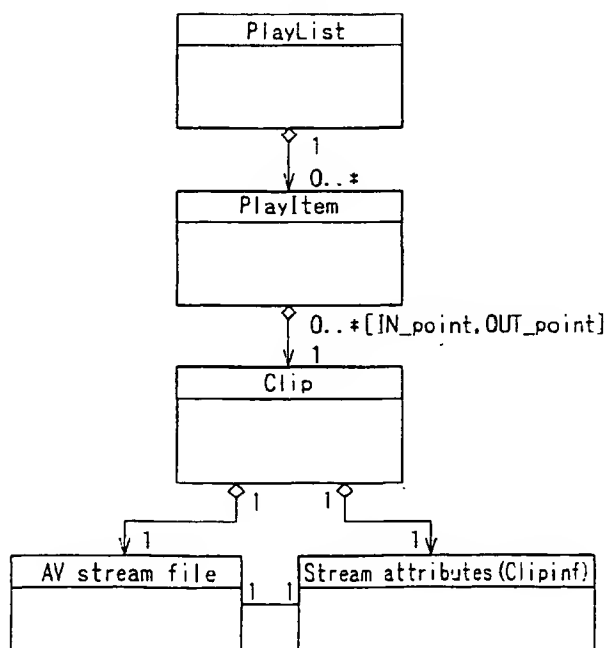 PlayList
1
0..*
PlayItem
0..*[IN_point.OUT_point]
1
Clip
1 1
1 1
AV stream file
Stream attributes(Clipinf)
1 1